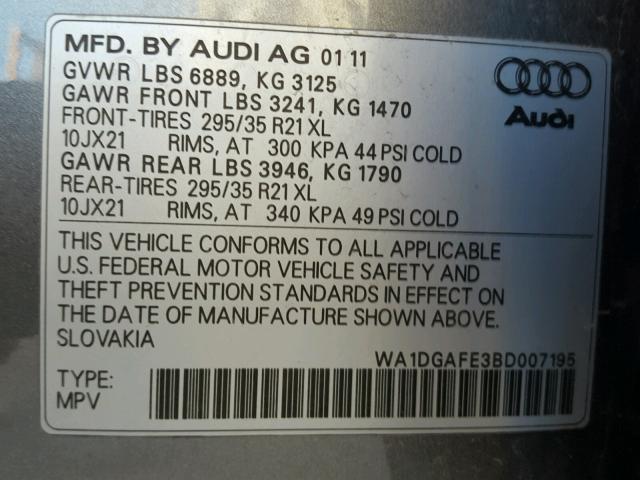 MFD. BY AUDI AG 01 11
GVWR LBS 6889, KG 3125
GAWR FRONT LBS 3241, KG 1470
FRONT-TIRES 295/35 R21 XL
10JX21 RIMS, AT 300 KPA 44 PSI COLD
GAWR REAR LBS 3946, KG 1790
REAR-TIRES 295/35 R21 XL
10JX21 RIMS, AT 340 KPA 49 PSI COLD
Audi
THIS VEHICLE CONFORMS TO ALL APPLICABLE
U.S. FEDERAL MOTOR VEHICLE SAFETY AND
THEFT PREVENTION STANDARDS IN EFFECT ON
THE DATE OF MANUFACTURE SHOWN ABOVE.
SLOVAKIA
WA1DGAFE3BD007195
TYPE:
MPV